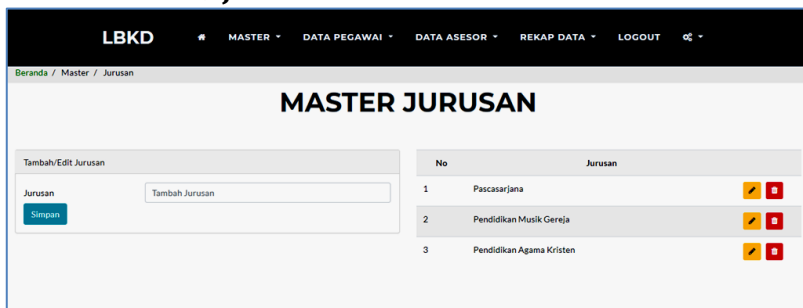 LBKD MASTER DATA PEGAWAI DATA ASESOR REKAP DATA LOGOUT
Beranda / Master / Jurusan
MASTER JURUSAN
Tambah/Edit Jurusan
Jurusan Tambah Jurusan
Simpan
No Jurusan
1 Pascasarjana
2 Pendidikan Musik Gereja
3 Pendidikan Agama Kristen